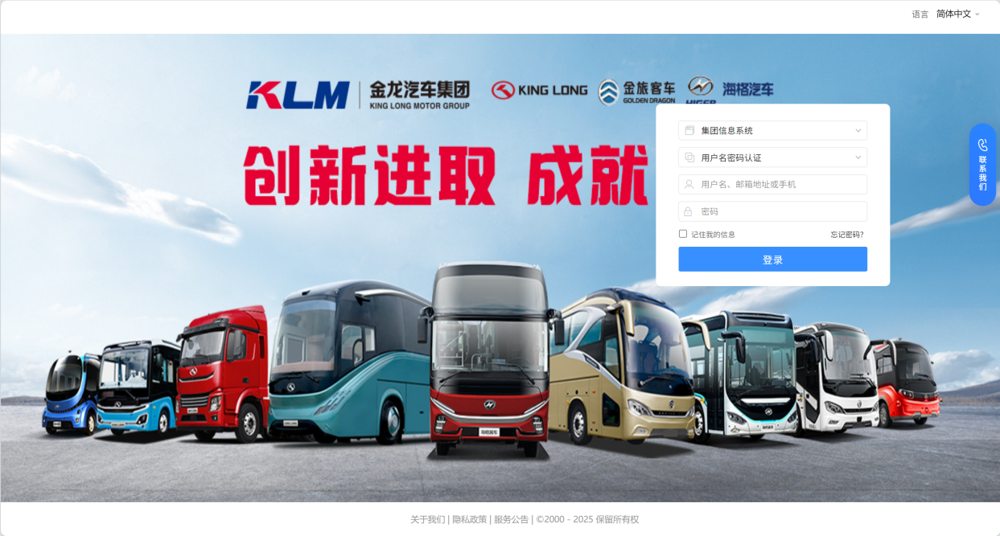 语言 简体中文
KLM 金龙汽车集团 KING LONG MOTOR GROUP KING LONG 金旅客车 GOLDEN DRAGON 海格汽车 HIGER
创新进取 成就
集团信息系统
用户名密码认证
用户名、邮箱地址或手机
密码
记住我的信息 忘记密码?
登录
联系我们
关于我们 | 隐私政策 | 服务公告 | ©2000 - 2025 保留所有权